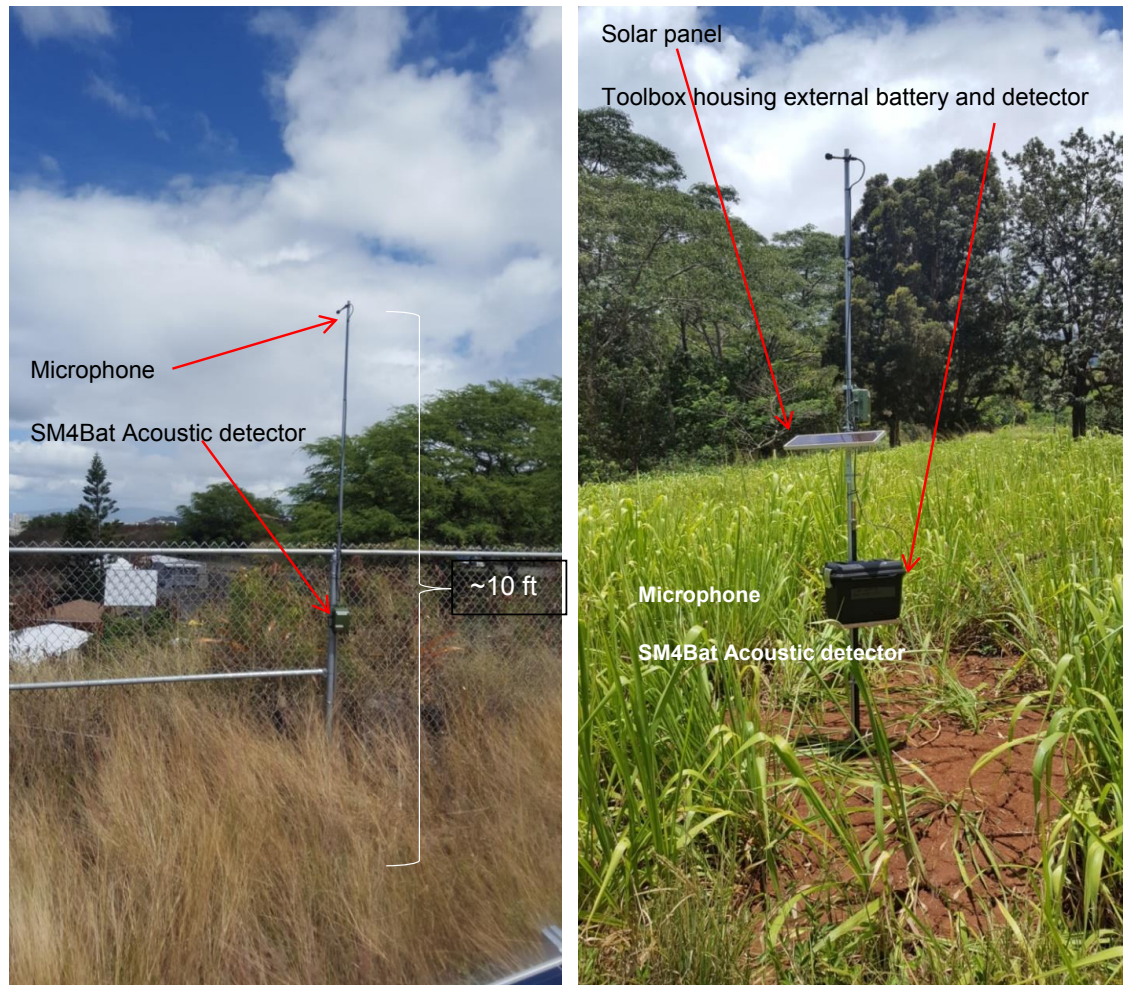 Microphone
SM4Bat Acoustic detector
~10 ft
Solar panel
Toolbox housing external battery and detector
Microphone
SM4Bat Acoustic detector